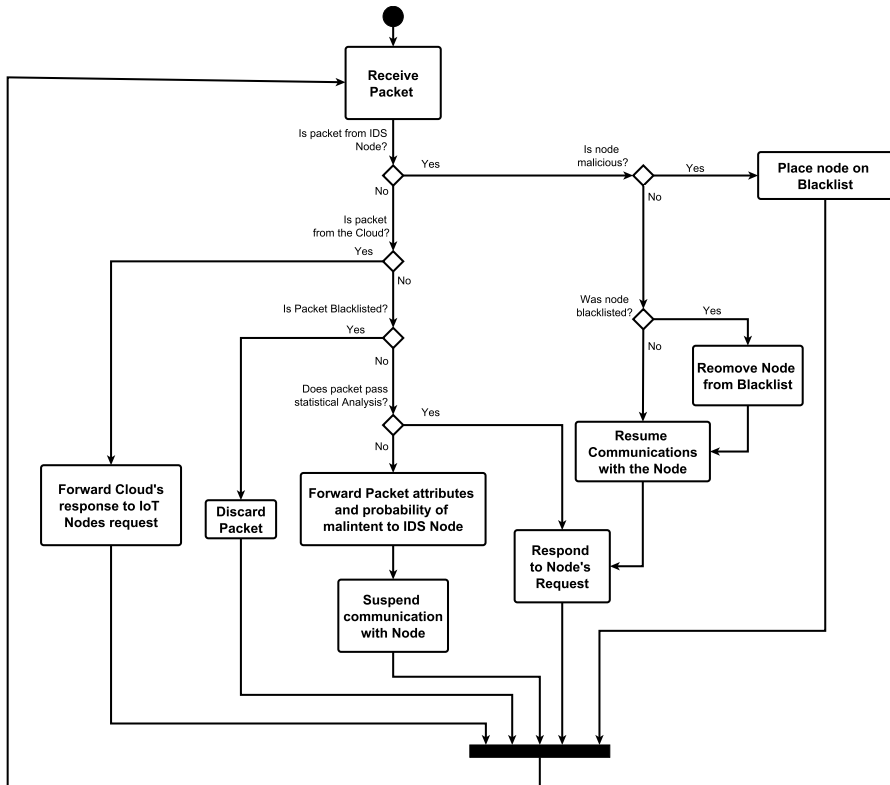 Receive
Packet
Is packet from IDS
Node?
Yes
No
Is node
malicious?
Yes
No
Place node on
Blacklist
Is packet
from the Cloud?
Yes
No
Is Packet Blacklisted?
Yes
No
Was node
blacklisted?
Yes
No
Reomove Node
from Blacklist
Does packet pass
statistical Analysis?
Yes
No
Resume
Communications
with the Node
Forward Cloud's
response to IoT
Nodes request
Discard
Packet
Forward Packet attributes
and probability of
malintent to IDS Node
Respond
to Node's
Request
Suspend
communication
with Node